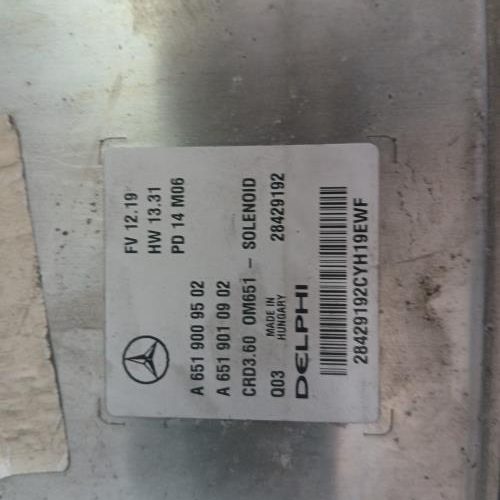 FV 12.19
HW 13.31
PD 14 M06
A 651 900 95 02
A 651 901 09 02
CRD3.60 OM651 - SOLENOID
Q03 MADE IN HUNGARY 28429192
DELPHI
28429192CYH19EWF